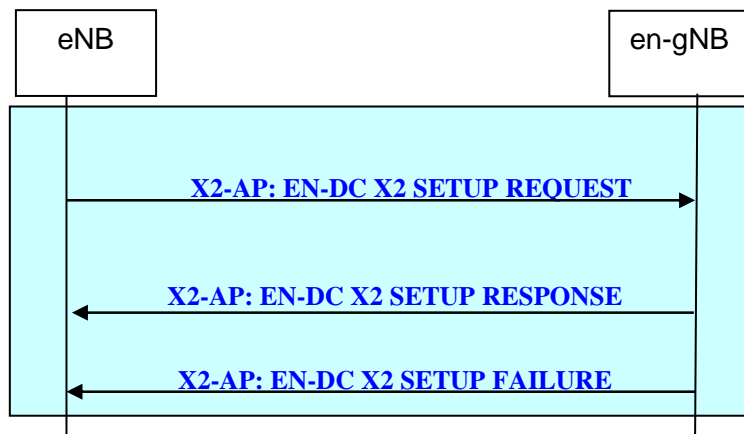 eNB
en-gNB
X2-AP: EN-DC X2 SETUP REQUEST
X2-AP: EN-DC X2 SETUP RESPONSE
X2-AP: EN-DC X2 SETUP FAILURE